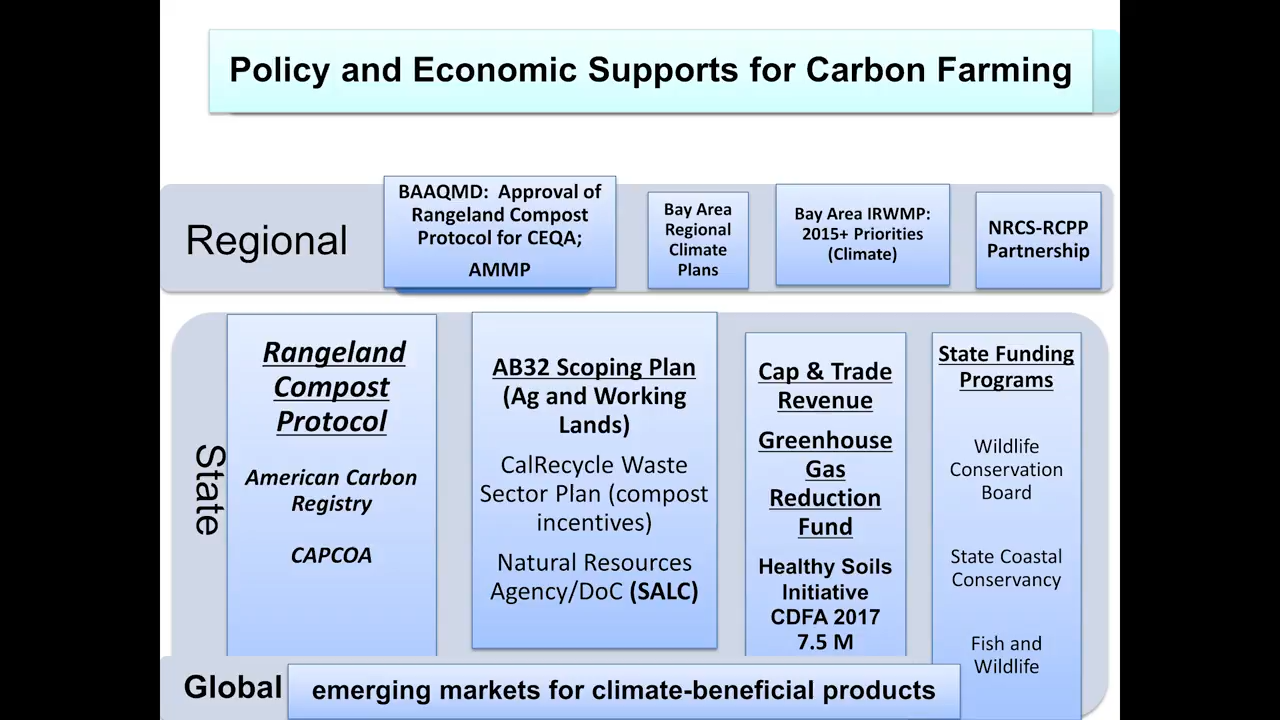 Policy and Economic Supports for Carbon Farming
Regional
BAAQMD: Approval of
Rangeland Compost
Protocol for CEQA;
AMMP
Bay Area
Regional
Climate
Plans
Bay Area IRWMP:
2015+ Priorities
(Climate)
NRCS-RCPP
Partnership
State
Rangeland
Compost
Protocol
American Carbon
Registry
CAPCOA
AB32 Scoping Plan
(Ag and Working
Lands)
CalRecycle Waste
Sector Plan (compost
incentives)
Natural Resources
Agency/DoC (SALC)
Cap & Trade
Revenue
Greenhouse
Gas
Reduction
Fund
Healthy Soils
Initiative
CDFA 2017
7.5 M
State Funding
Programs
Wildlife
Conservation
Board
State Coastal
Conservancy
Fish and
Wildlife
Global
emerging markets for climate-beneficial products